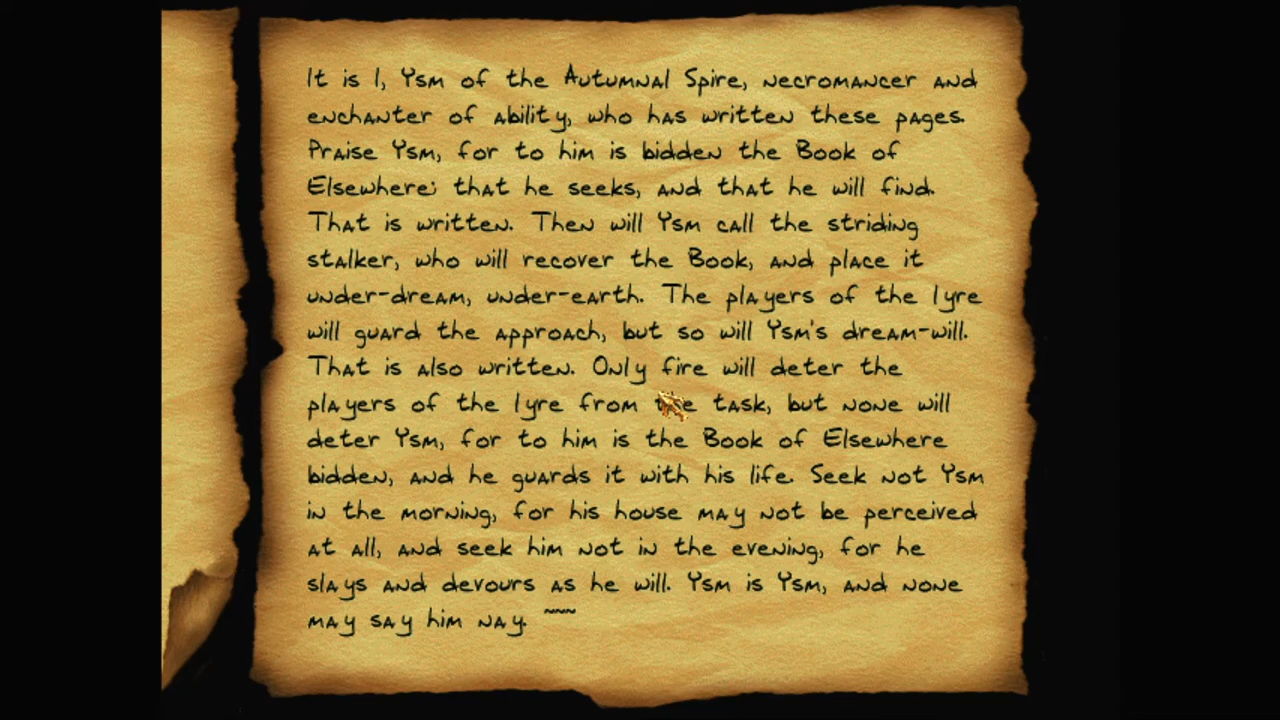 It is I, Ysm of the Autumnal Spire, necromancer and
enchanter of ability, who has written these pages.
Praise Ysm, for to him is bidden the Book of
Elsewhere; that he seeks, and that he will find.
That is written. Then will Ysm call the striding
stalker, who will recover the Book, and place it
under-dream, under-earth. The players of the lyre
will guard the approach, but so will Ysm's dream-will.
That is also written. Only fire will deter the
players of the lyre from the task, but none will
deter Ysm, for to him is the Book of Elsewhere
bidden, and he guards it with his life. Seek not Ysm
in the morning, for his house may not be perceived
at all, and seek him not in the evening, for he
slays and devours as he will. Ysm is Ysm, and none
may say him nay. ~~~